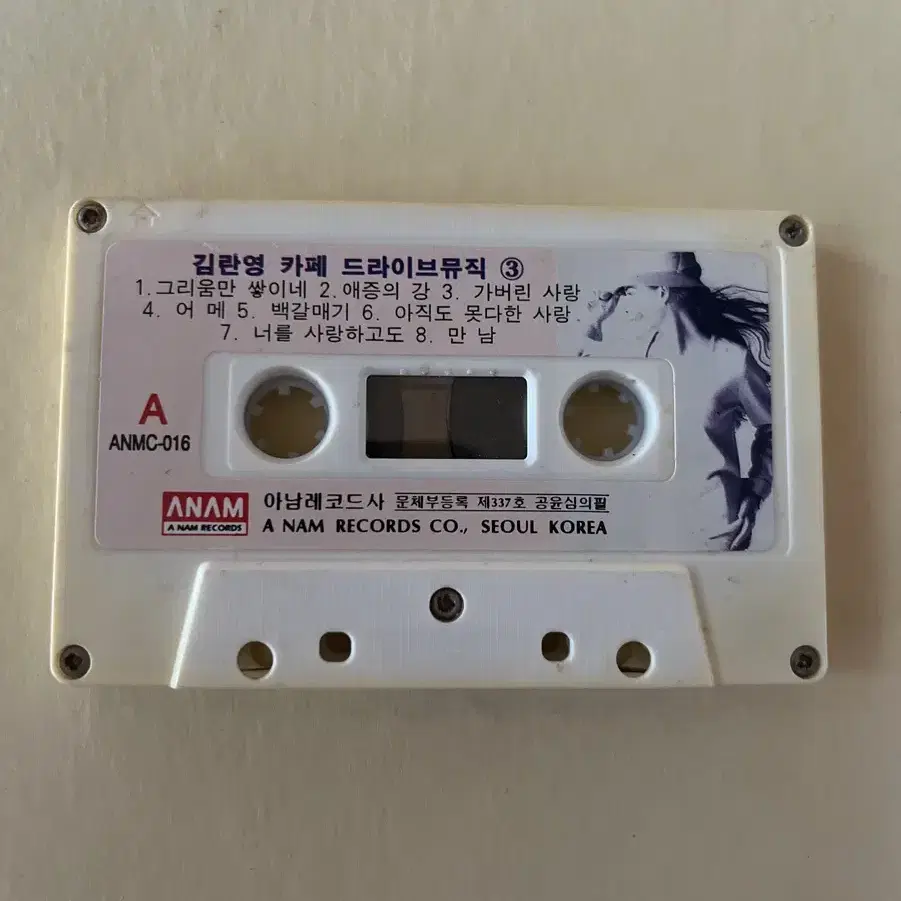 김란영 카페 드라이브뮤직 ③
1.그리움만 쌓이네 2.애증의 강 3. 가버린 사랑
4. 어 메 5. 백갈매기 6. 아직도 못다한 사랑.
7. 너를 사랑하고도 8. 만 남
A
ANMC-016
ANAM
A NAM RECORDS
아남레코드사 문체부등록 제337호 공윤심의필
A NAM RECORDS CO., SEOUL KOREA